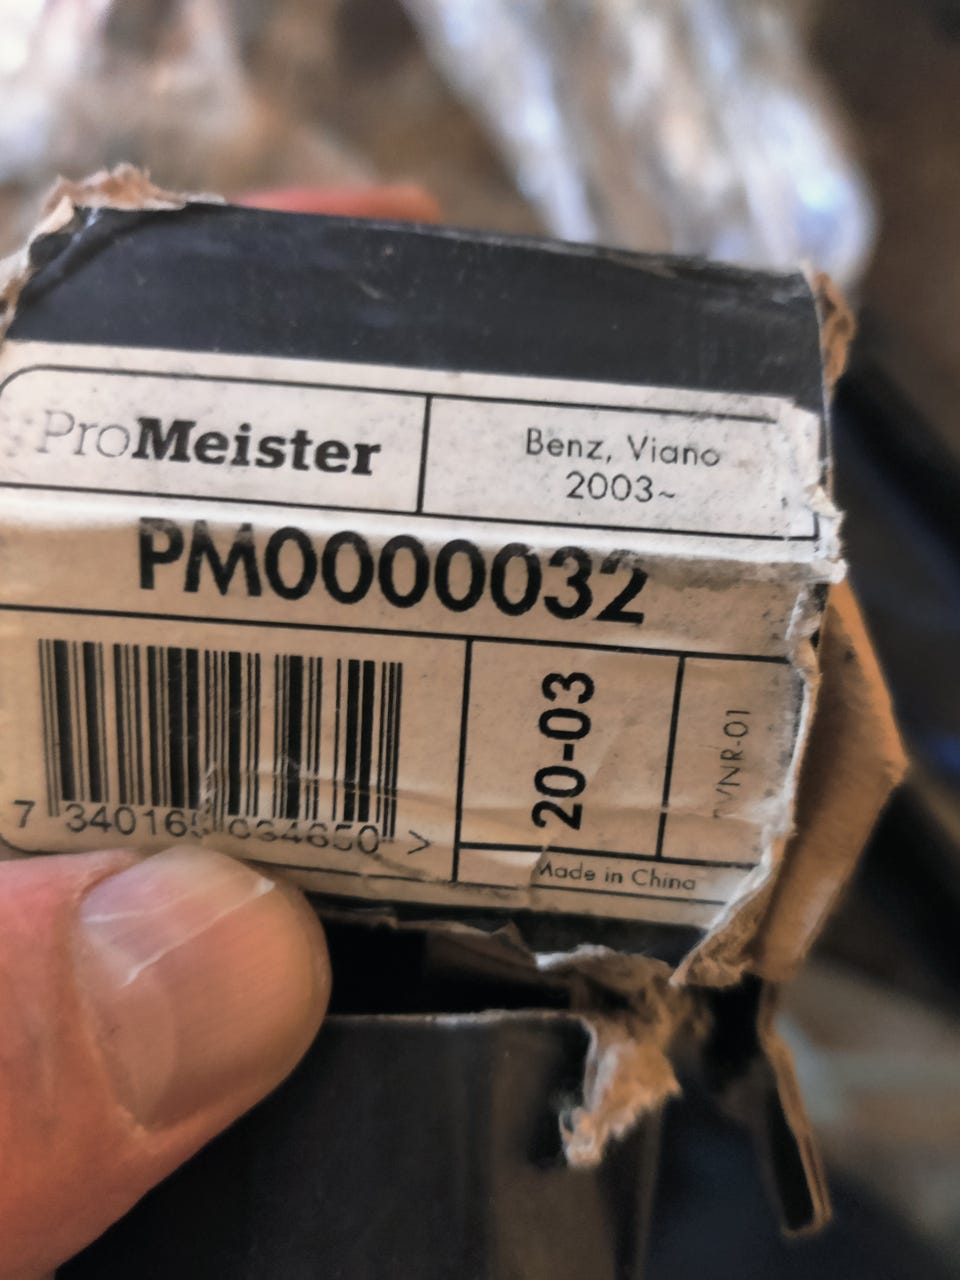 ProMeister
Benz, Viano
2003~
PM0000032
20-03
Made in China